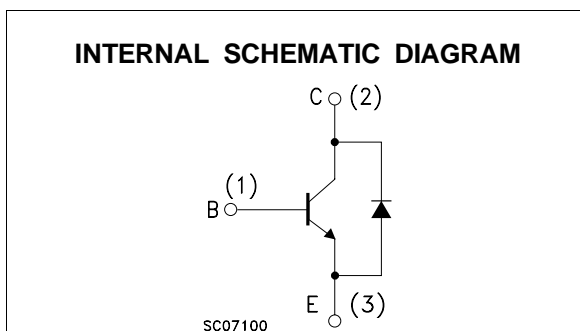 INTERNAL SCHEMATIC DIAGRAM
C (2)
(1)
B
E (3)
SC07100